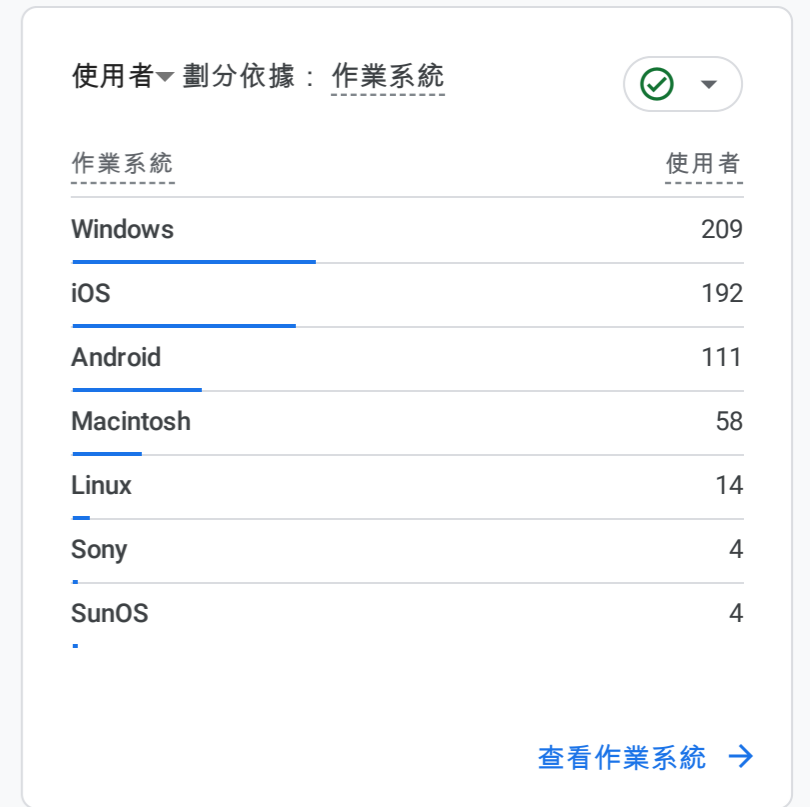 使用者 劃分依據： 作業系統
作業系統 使用者
Windows 209
iOS 192
Android 111
Macintosh 58
Linux 14
Sony 4
SunOS 4
查看作業系統 →